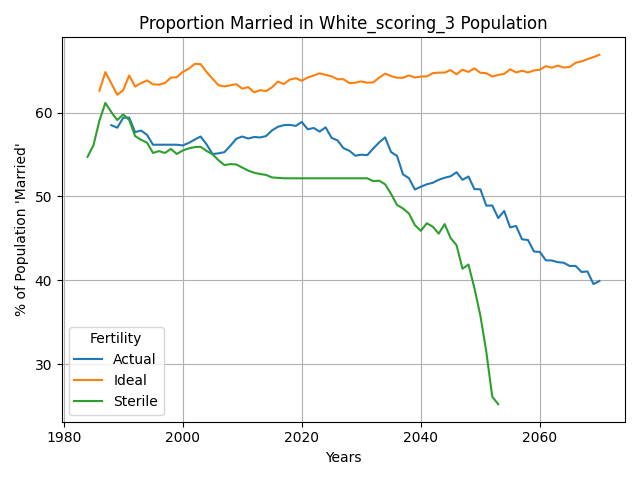 Proportion Married in White_scoring_3 Population
% of Population 'Married'
60
50
40
30
Fertility
Actual
Ideal
Sterile
1980 2000 2020 2040 2060
Years